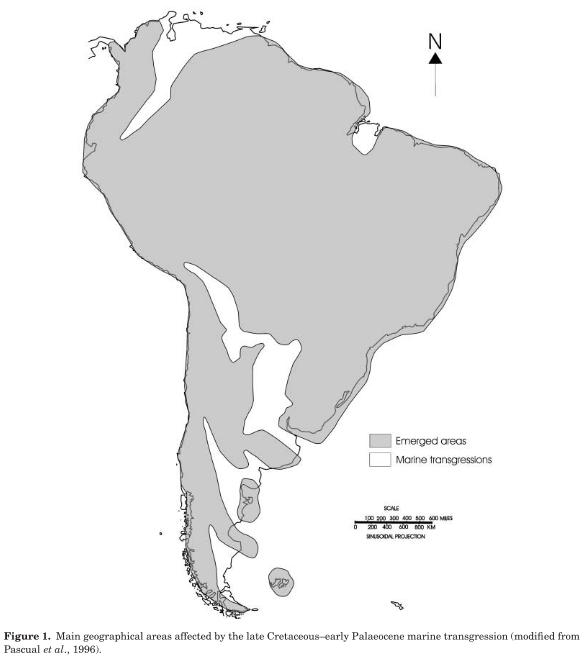 N
Emerged areas
Marine transgressions
SCALE
100 200 300 400 500 600 MILES
0 200 400 600 800 KM
SINUSOIDAL PROJECTION
Figure 1. Main geographical areas affected by the late Cretaceous–early Palaeocene marine transgression (modified from
Pascual et al., 1996).